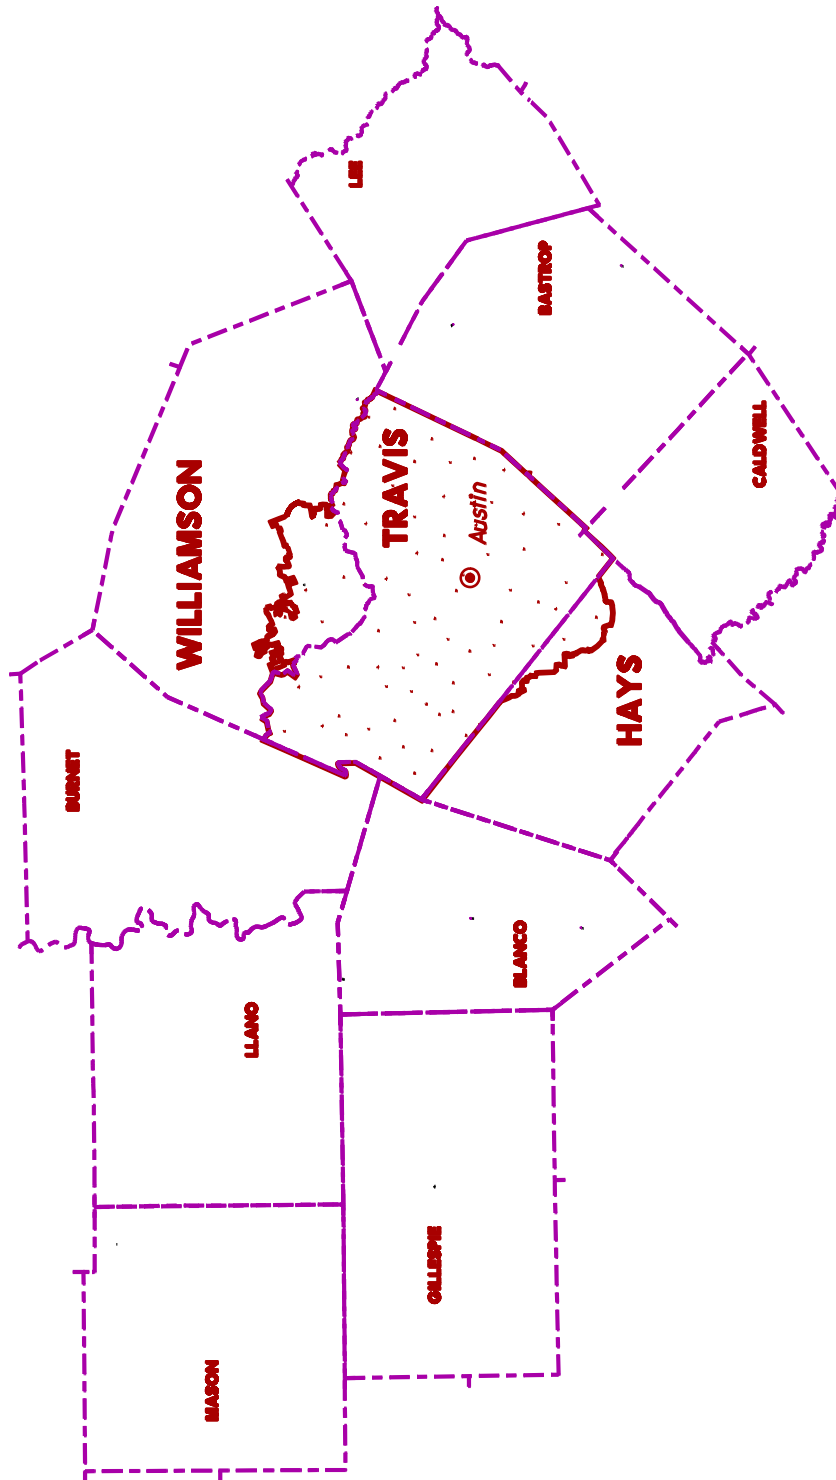 MASON
GILLESPIE
LLANO
BLANCO
BURNET
HAYS
WILLIAMSON
TRAVIS
Austin
CALDWELL
BASTROP
LEE